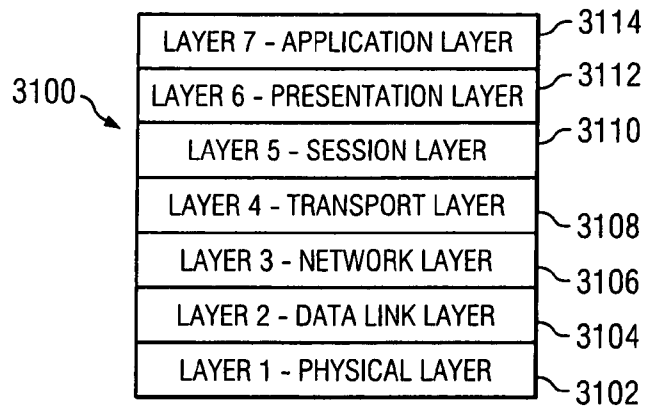 3114
LAYER 7 - APPLICATION LAYER
3112
3100
LAYER 6 - PRESENTATION LAYER
3110
LAYER 5 - SESSION LAYER
LAYER 4 - TRANSPORT LAYER
3108
LAYER 3 - NETWORK LAYER
3106
LAYER 2 - DATA LINK LAYER
3104
LAYER 1 - PHYSICAL LAYER
3102